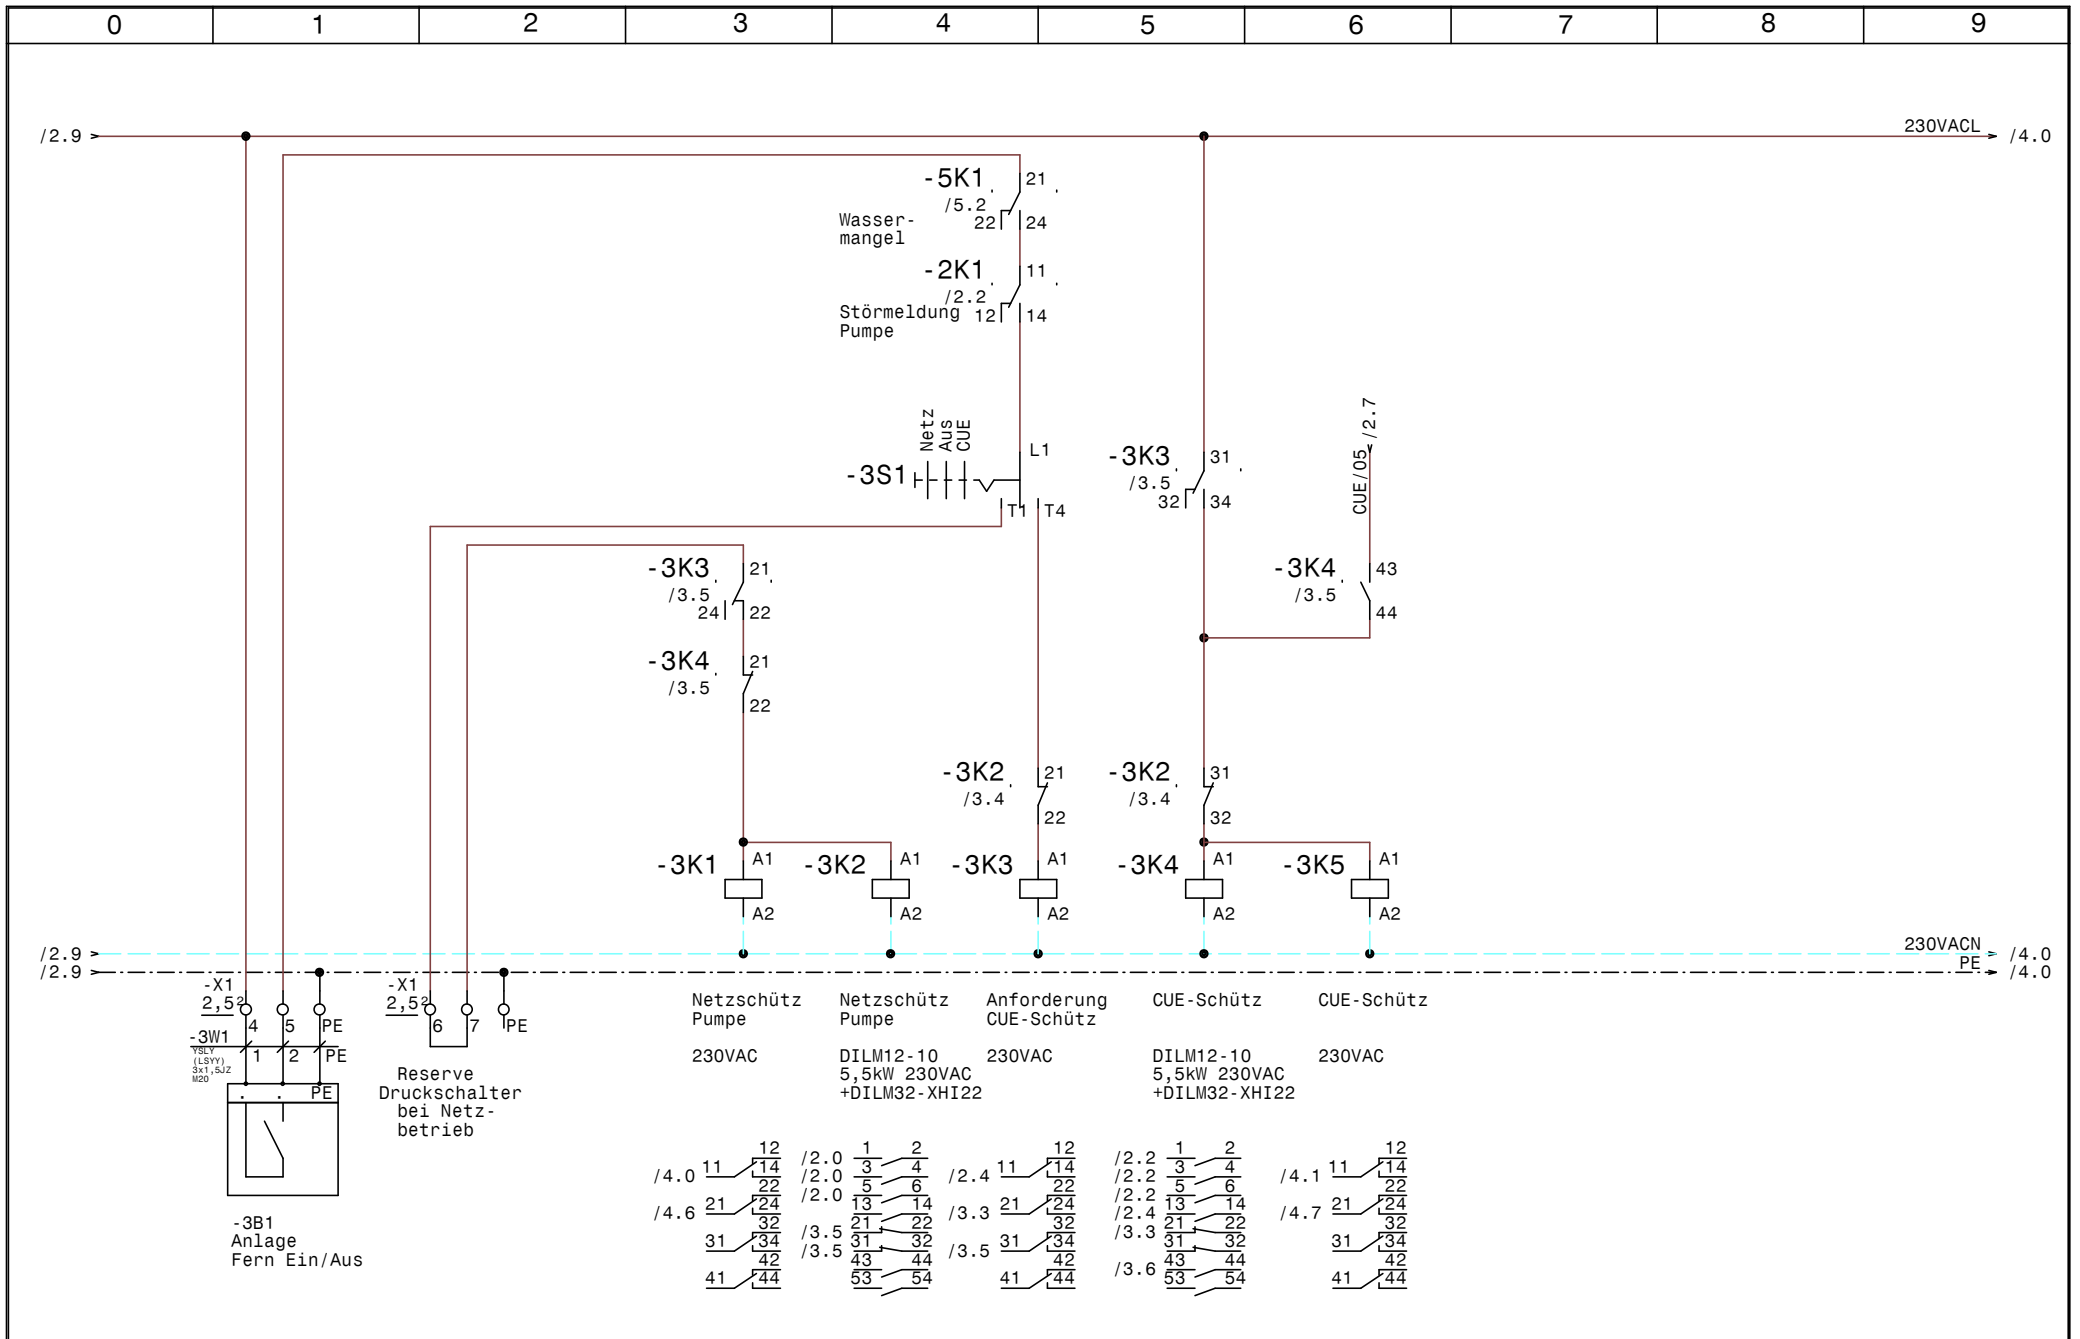 0 1 2 3 4 5 6 7 8 9
/2.9 230VACL /4.0
-5K1 21
/5.2
22 24
Wasser-
mangel
-2K1 11
/2.2
12 14
Störmeldung
Pumpe
Netz
Aus
CUE
-3S1 L1
T1 T4
-3K3 31
/3.5
32 34
CUE/05 /2.7
-3K3 21
/3.5
24 22
-3K4 43
/3.5
44
-3K4 21
/3.5
22
-3K2 21
/3.4
22
-3K2 31
/3.4
32
-3K1 A1 -3K2 A1 -3K3 A1 -3K4 A1 -3K5 A1
A2 A2 A2 A2 A2
/2.9 230VACN /4.0
/2.9 PE /4.0
-X1
2,5²
4 5 PE
-3W1
YSLY
(LSYY)
3x1,5JZ
M20
1 2 PE
PE
-X1
2,5²
6 7 PE
Reserve
Druckschalter
bei Netz-
betrieb
-3B1
Anlage
Fern Ein/Aus
Netzschütz
Pumpe
230VAC
Netzschütz
Pumpe
DILM12-10
5,5kW 230VAC
+DILM32-XHI22
Anforderung
CUE-Schütz
230VAC
CUE-Schütz
DILM12-10
5,5kW 230VAC
+DILM32-XHI22
CUE-Schütz
230VAC
12
/4.0 11 14
22
/4.6 21 24
32
31 34
42
41 44
/2.0 1 2
/2.0 3 4
/2.0 5 6
13 14
/3.5 21 22
/3.5 31 32
43 44
53 54
12
/2.4 11 14
22
/3.3 21 24
32
/3.5 31 34
42
41 44
/2.2 1 2
/2.2 3 4
/2.2 5 6
/2.4 13 14
/3.3 21 22
31 32
/3.6 43 44
53 54
12
/4.1 11 14
22
/4.7 21 24
32
31 34
42
41 44